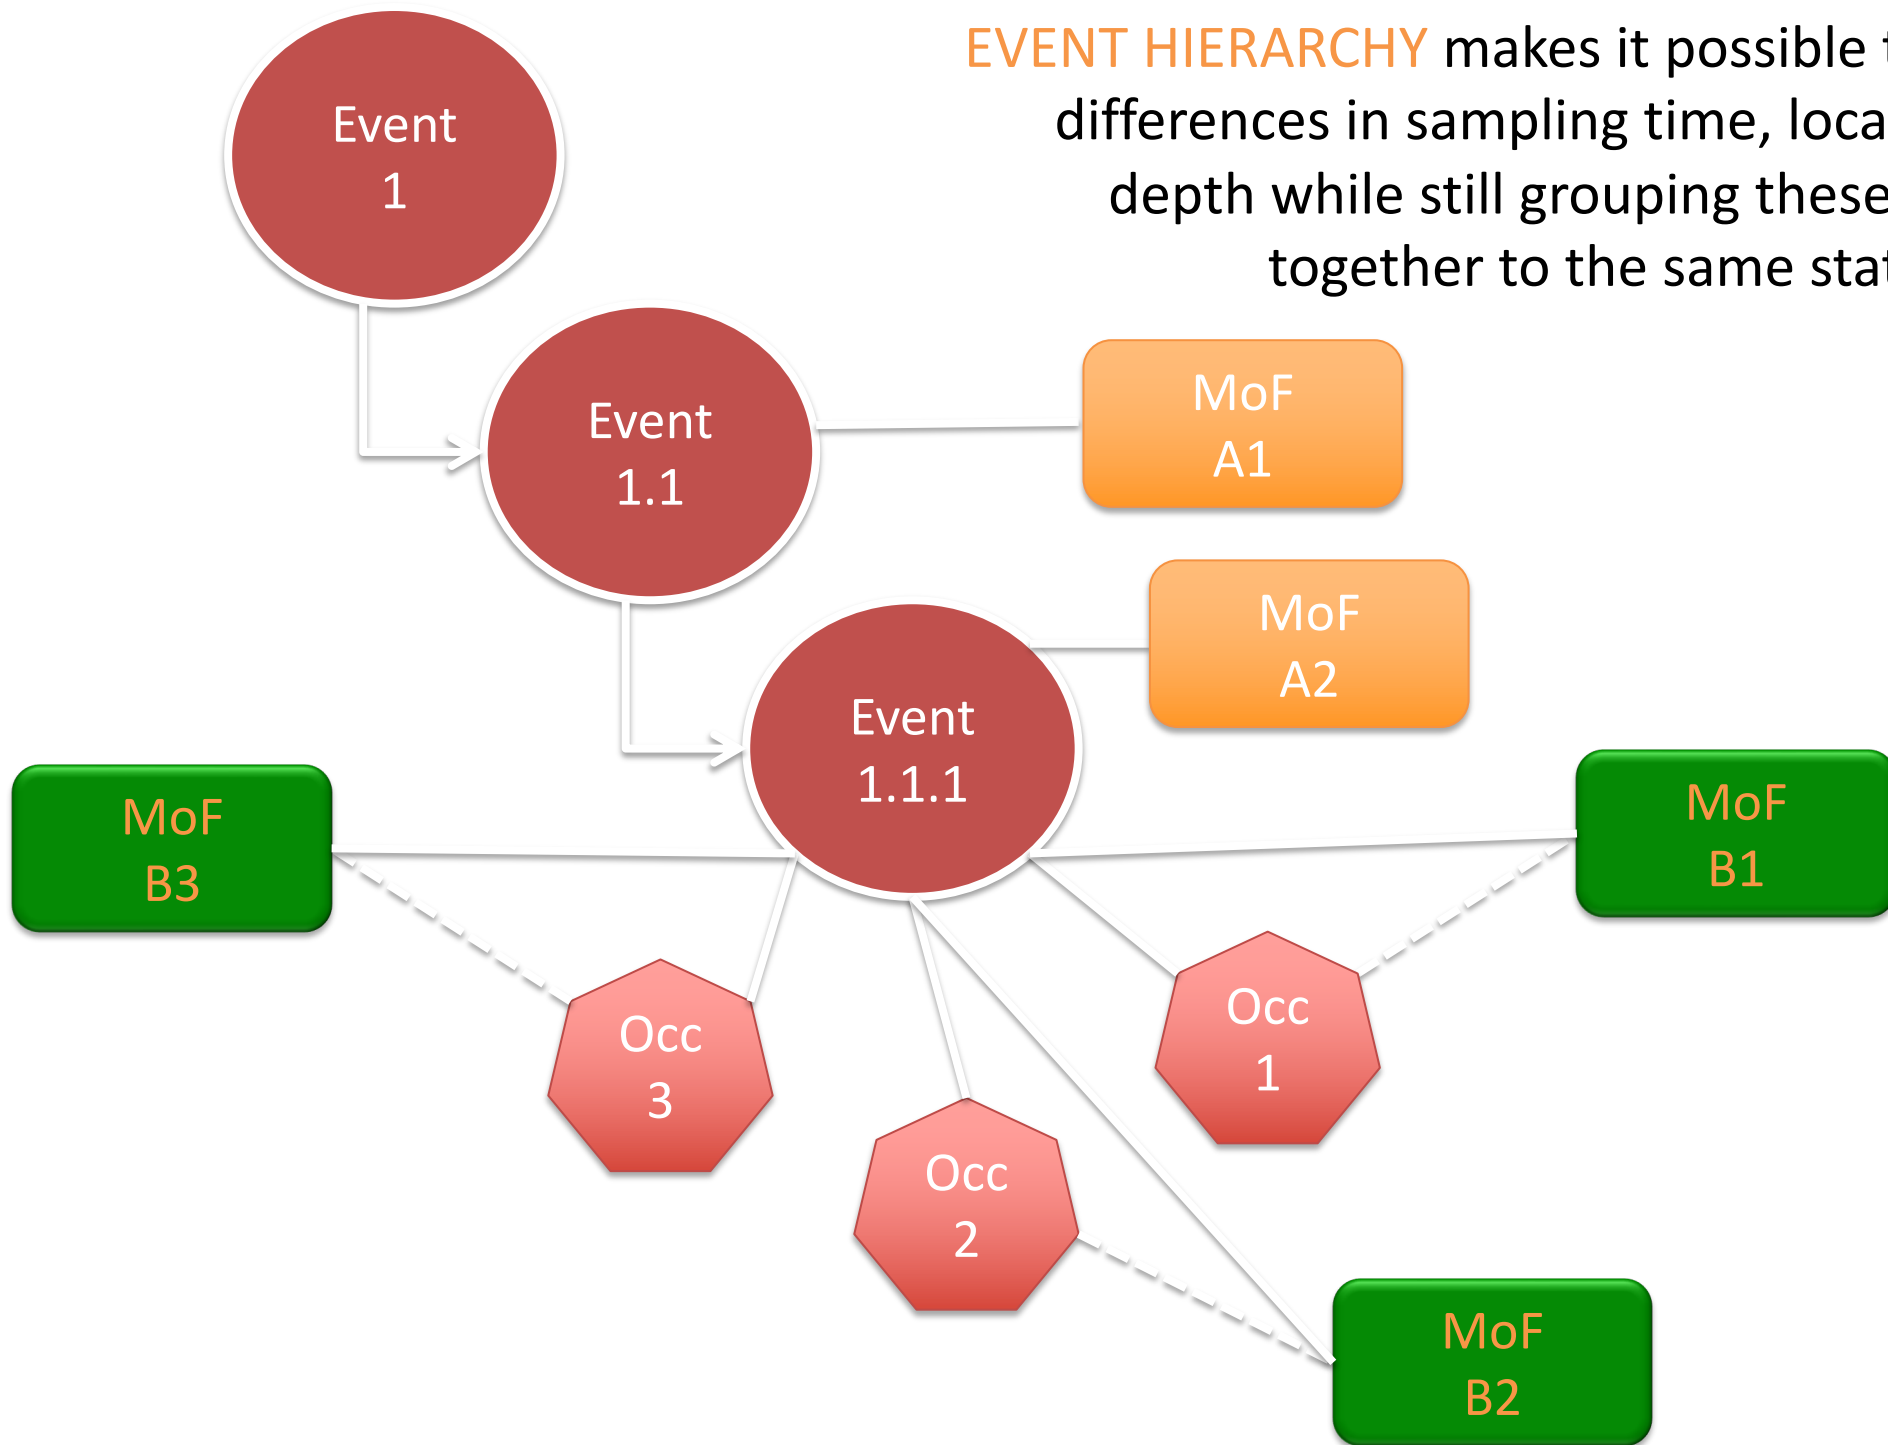 EVENT HIERARCHY makes it possible
differences in sampling time,
depth while still grouping these
together to the same
Event
1
Event
1.1
MoF
A1
MoF
A2
Event
1.1.1
MoF
B3
MoF
B1
Occ
1
Occ
3
Occ
2
MoF
B2